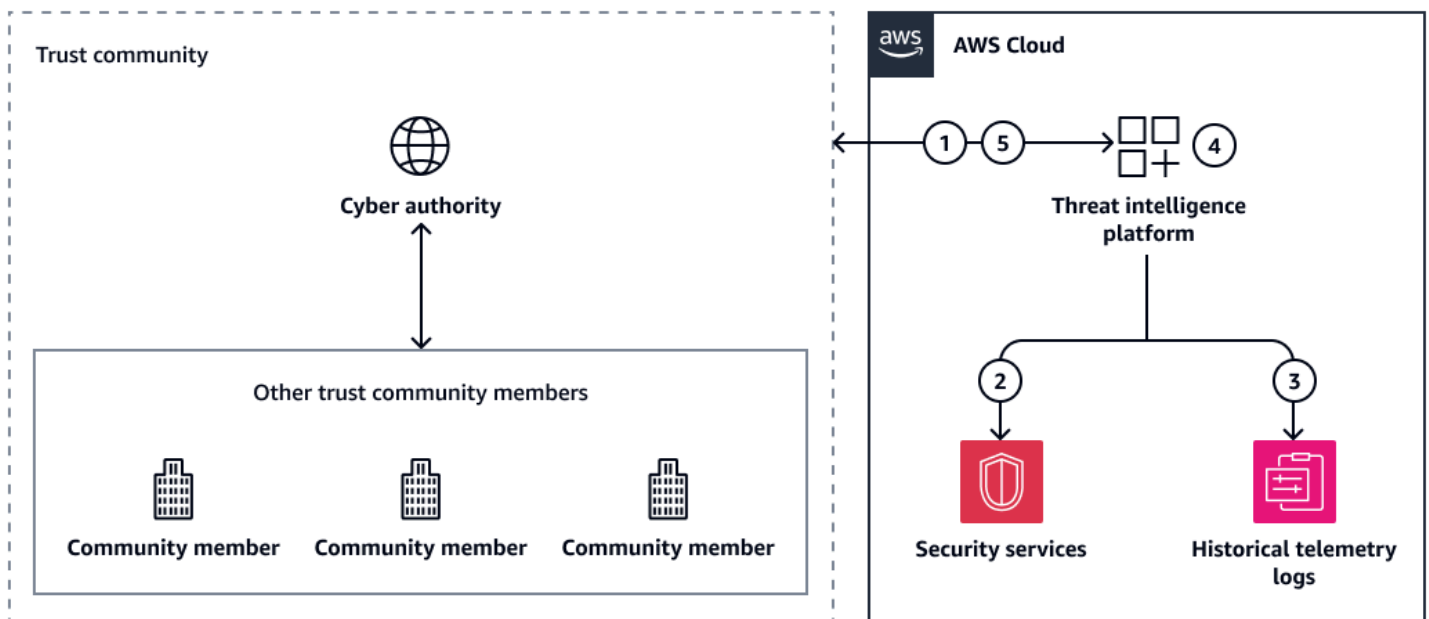 Trust community
aws
AWS Cloud
1
5
4
Cyber authority
Threat intelligence
platform
Other trust community members
2
3
Community member
Community member
Community member
Security services
Historical telemetry
logs